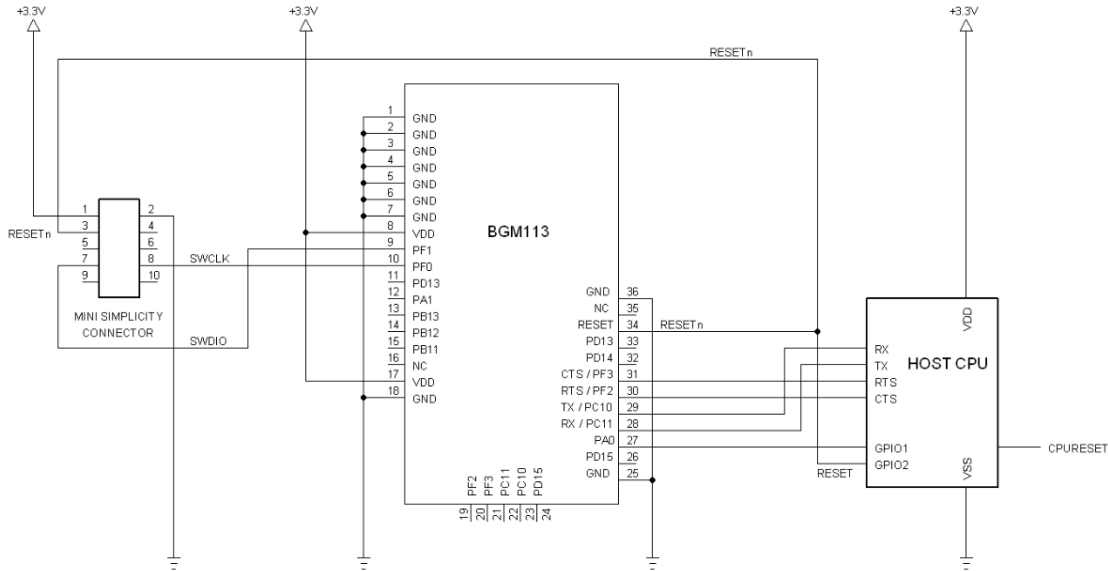 +3.3V
+3.3V
+3.3V
RESETn
1 2
3 4
5 6
7 8
9 10
RESETn
MINI SIMPLICITY
CONNECTOR
SWCLK
SWDIO
BGM113
1 GND
2 GND
3 GND
4 GND
5 GND
6 GND
7 GND
8 VDD
9 PF1
10 PF0
11 PD13
12 PA1
13 PB13
14 PB12
15 PB11
16 NC
17 VDD
18 GND
19 PF2
20 PF3
21 PC11
22 PC10
23 PD15
24
GND 36
NC 35
RESET 34
PD13 33
PD14 32
CTS / PF3 31
RTS / PF2 30
TX / PC10 29
RX / PC11 28
PA0 27
PD15 26
GND 25
RESETn
RESET
HOST CPU
VDD
RX
TX
RTS
CTS
GPIO1
GPIO2
VSS
CPURESET